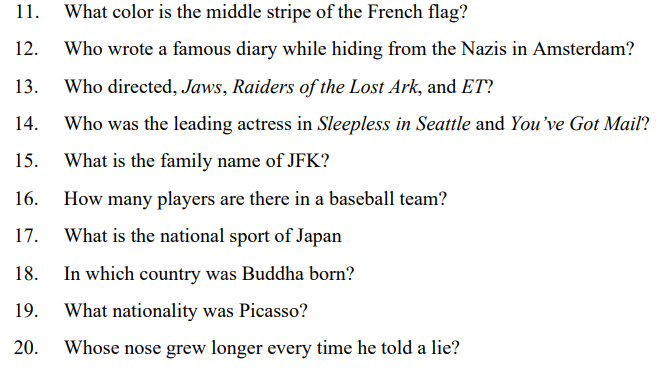 11. What color is the middle stripe of the French flag?
12. Who wrote a famous diary while hiding from the Nazis in Amsterdam?
13. Who directed, Jaws, Raiders of the Lost Ark, and ET?
14. Who was the leading actress in Sleepless in Seattle and You’ve Got Mail?
15. What is the family name of JFK?
16. How many players are there in a baseball team?
17. What is the national sport of Japan
18. In which country was Buddha born?
19. What nationality was Picasso?
20. Whose nose grew longer every time he told a lie?